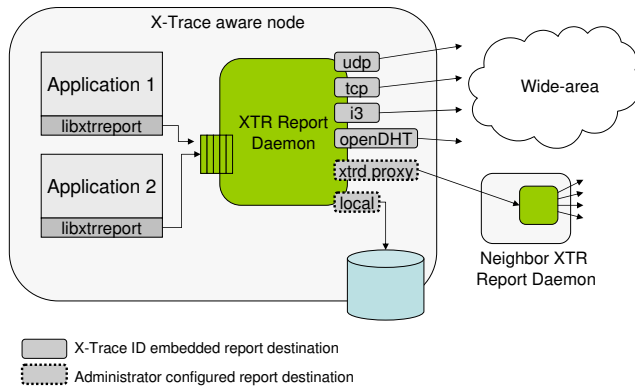 X-Trace aware node
Application 1
libxtrreport
Application 2
libxtrreport
XTR Report
Daemon
udp
tcp
i3
openDHT
xtrd proxy
local
Wide-area
Neighbor XTR
Report Daemon
X-Trace ID embedded report destination
Administrator configured report destination